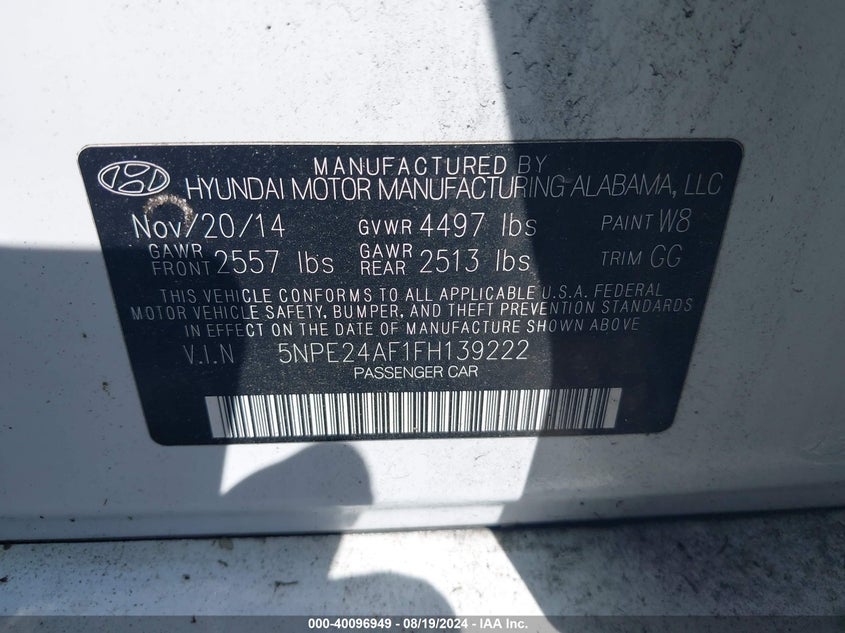 MANUFACTURED BY
HYUNDAI MOTOR MANUFACTURING ALABAMA, LLC
Nov/20/14 GVWR 4497 lbs PAINT W8
GAWR FRONT 2557 lbs GAWR REAR 2513 lbs TRIM GG
THIS VEHICLE CONFORMS TO ALL APPLICABLE U.S.A. FEDERAL
MOTOR VEHICLE SAFETY, BUMPER, AND THEFT PREVENTION STANDARDS
IN EFFECT ON THE DATE OF MANUFACTURE SHOWN ABOVE
V.I.N 5NPE24AF1FH139222
PASSENGER CAR
000-40096949 - 08/19/2024 - IAA Inc.